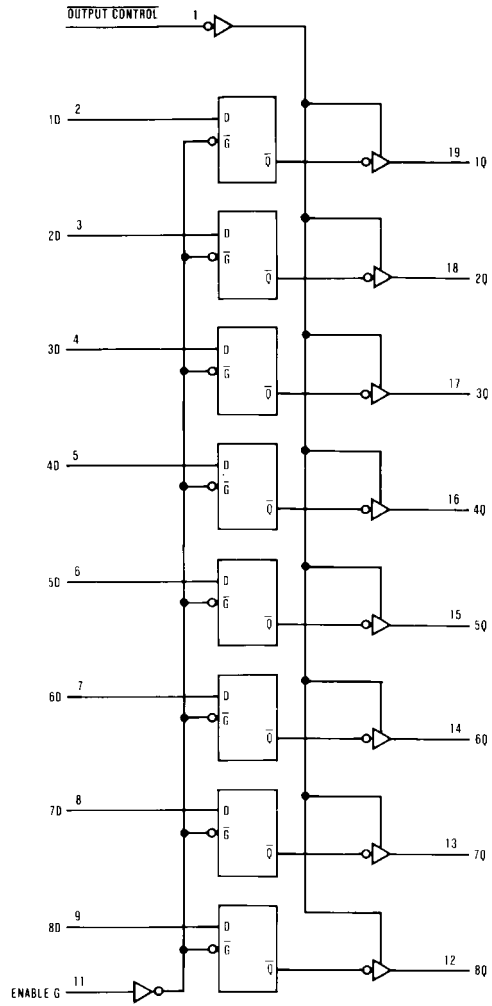 OUTPUT CONTROL 1
1D 2 D G Q 19 1Q
2D 3 D G Q 18 2Q
3D 4 D G Q 17 3Q
4D 5 D G Q 16 4Q
5D 6 D G Q 15 5Q
6D 7 D G Q 14 6Q
7D 8 D G Q 13 7Q
8D 9 D G Q 12 8Q
ENABLE G 11